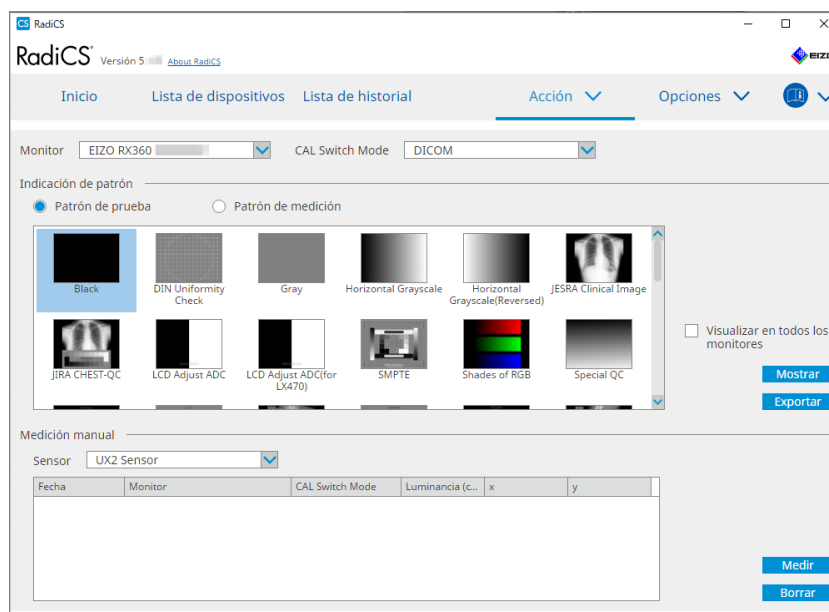 RadiCS
RadiCS® Versión 5 About RadiCS
EIZO
Inicio Lista de dispositivos Lista de historial Acción Opciones
Monitor EIZO RX360 CAL Switch Mode DICOM
Indicación de patrón
Patrón de prueba Patrón de medición
Black DIN Uniformity Gray Horizontal Grayscale Horizontal JESRA Clinical Image
Check Grayscale(Reversed)
Visualizar en todos los
monitores
JIRA CHEST-QC LCD Adjust ADC LCD Adjust ADC(for SMPTE Shades of RGB Special QC
LX470)
Mostrar
Exportar
Medición manual
Sensor UX2 Sensor
Fecha Monitor CAL Switch Mode Luminancia (c... x y
Medir
Borrar